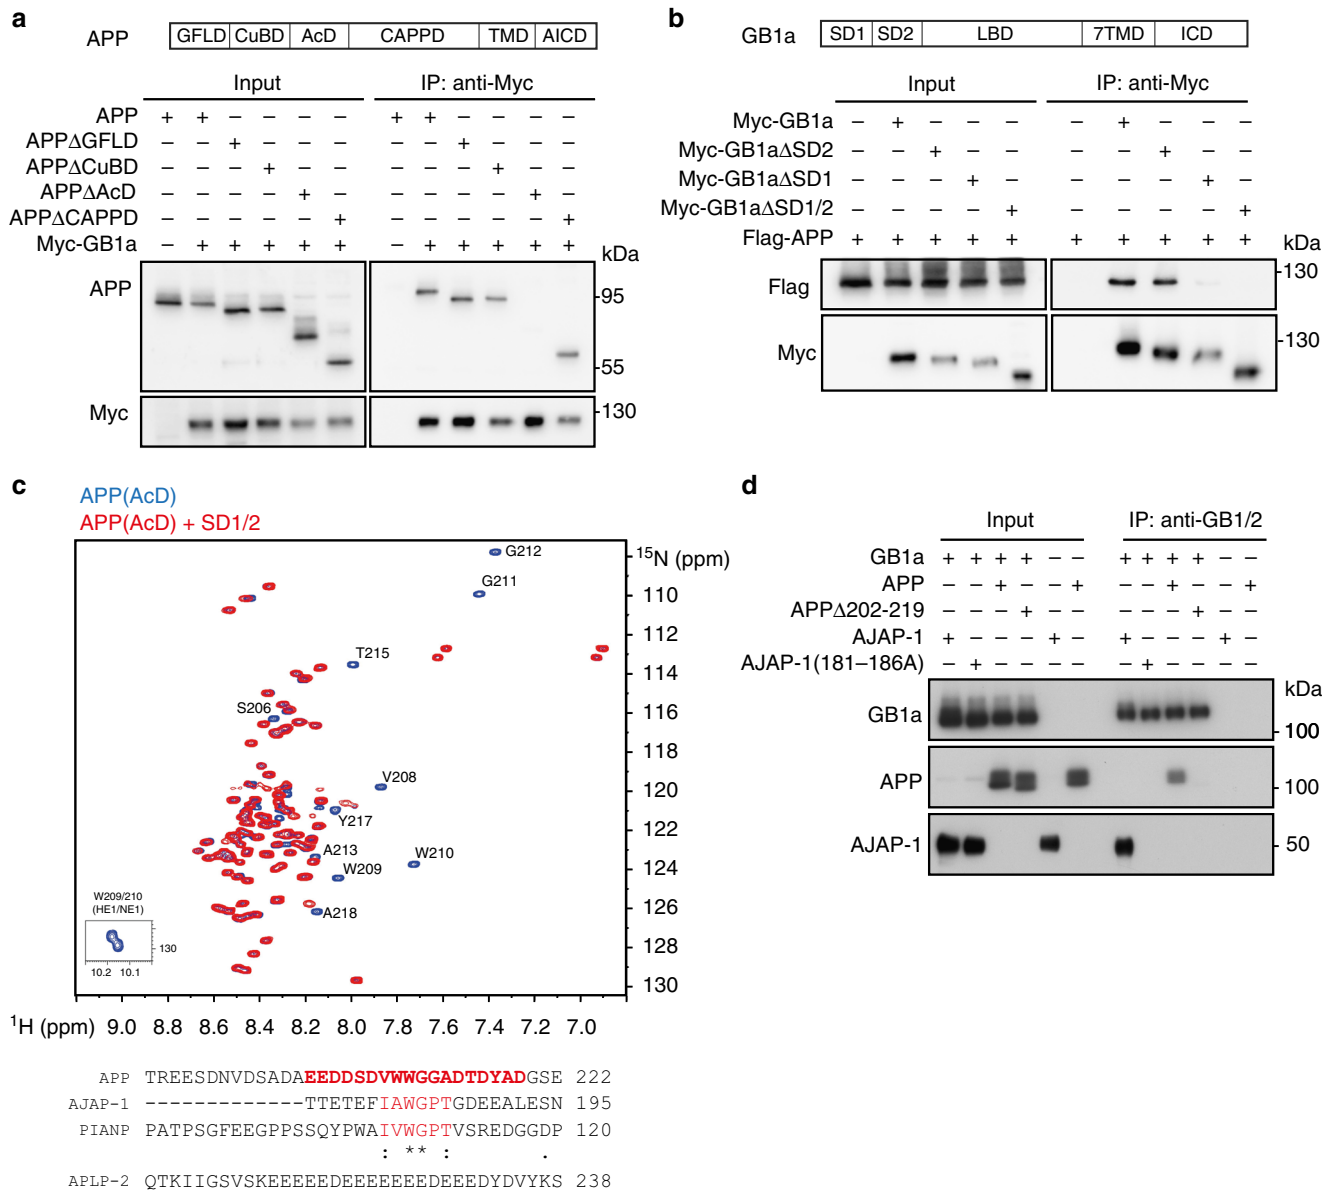 a
APP GFLD CuBD AcD CAPPD TMD AICD
Input IP: anti-Myc
APP + + – – – – + + – – – –
APPΔGFLD – – + – – – – – + – – –
APPΔCuBD – – – + – – – – – + – –
APPΔAcD – – – – + – – – – – + –
APPΔCAPPD – – – – – + – – – – – +
Myc-GB1a – + + + + + – + + + + +
kDa
APP
-95
-55
Myc
-130
b
GB1a SD1 SD2 LBD 7TMD ICD
Input IP: anti-Myc
Myc-GB1a – + – – – – + – – –
Myc-GB1aΔSD2 – – + – – – – + – –
Myc-GB1aΔSD1 – – – + – – – – + –
Myc-GB1aΔSD1/2 – – – – + – – – – +
Flag-APP + + + + + + + + + +
kDa
Flag
-130
Myc
-130
c
APP(AcD)
APP(AcD) + SD1/2
15N (ppm)
G212
G211
110
112
T215
114
S206
116
118
V208
120
Y217
122
A213
W210
124
W209
A218
126
W209/210
(HE1/NE1)
130
10.2 10.1
128
130
1H (ppm) 9.0 8.8 8.6 8.4 8.2 8.0 7.8 7.6 7.4 7.2 7.0
APP TREESDNVDSADAEEDDSDVWWGGADTDYADGSE 222
AJAP-1 -------------TTETEFIAWGPTGDEEALESN 195
PIANP PATPSGFEEGPPSSQYPWAIVWGPTVSREDGGDP 120
: ** : .
APLP-2 QTKIIGSVSKEEEEEEDEEEEEEEDEEEDYDVYKS 238
d
Input IP: anti-GB1/2
GB1a + + + + – – + + + + – –
APP – – + – – + – – + – – +
APPΔ202-219 – – – + – – – – – + – –
AJAP-1 + – – – + – + – – – + –
AJAP-1(181–186A) – + – – – – – + – – – –
kDa
GB1a
- 100
APP
- 100
AJAP-1
- 50